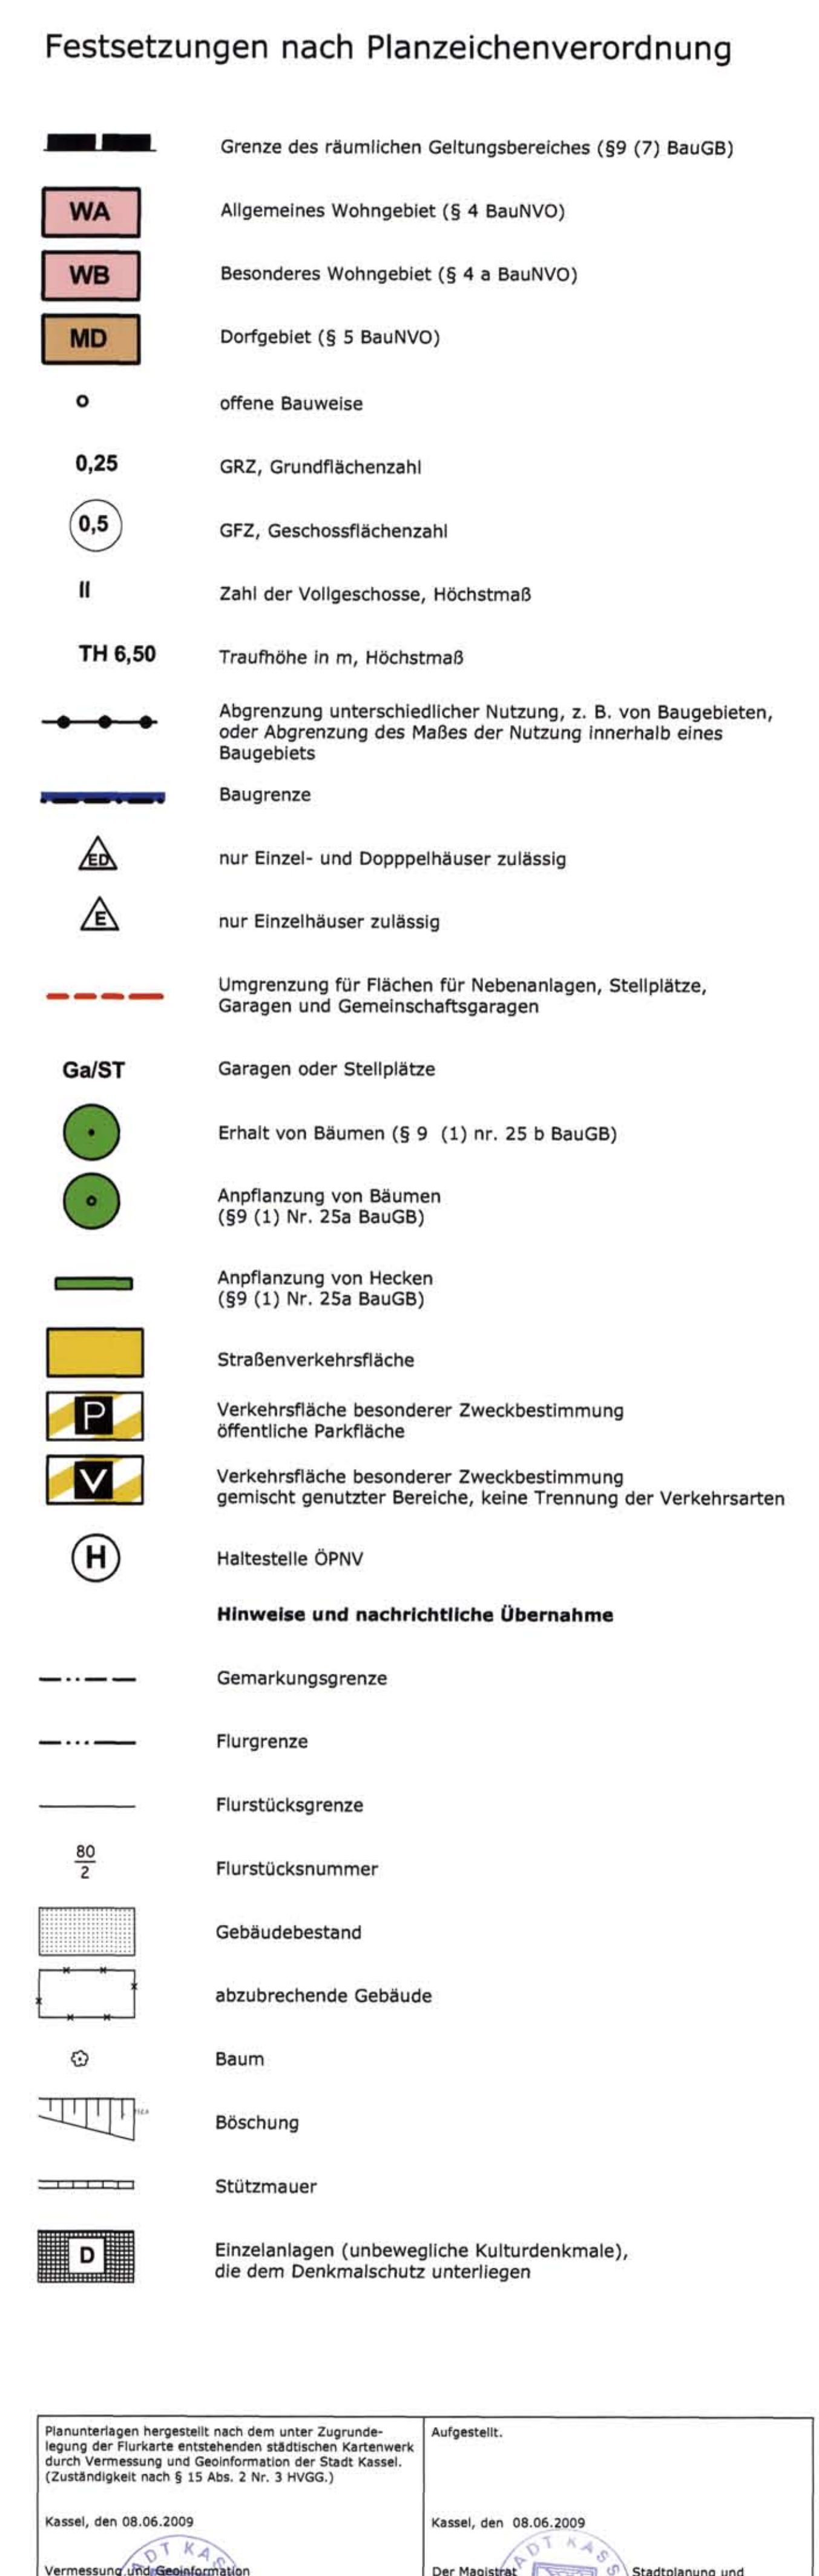 Festsetzungen nach Planzeichenverordnung
Grenze des räumlichen Geltungsbereiches (§9 (7) BauGB)
WA
Allgemeines Wohngebiet (§ 4 BauNVO)
WB
Besonderes Wohngebiet (§ 4 a BauNVO)
MD
Dorfgebiet (§ 5 BauNVO)
o
offene Bauweise
0,25
GRZ, Grundflächenzahl
0,5
GFZ, Geschossflächenzahl
II
Zahl der Vollgeschosse, Höchstmaß
TH 6,50
Traufhöhe in m, Höchstmaß
Abgrenzung unterschiedlicher Nutzung, z. B. von Baugebieten,
oder Abgrenzung des Maßes der Nutzung innerhalb eines
Baugebiets
Baugrenze
ED
nur Einzel- und Dopppelhäuser zulässig
E
nur Einzelhäuser zulässig
Umgrenzung für Flächen für Nebenanlagen, Stellplätze,
Garagen und Gemeinschaftsgaragen
Ga/ST
Garagen oder Stellplätze
Erhalt von Bäumen (§ 9 (1) nr. 25 b BauGB)
Anpflanzung von Bäumen
(§9 (1) Nr. 25a BauGB)
Anpflanzung von Hecken
(§9 (1) Nr. 25a BauGB)
Straßenverkehrsfläche
P
Verkehrsfläche besonderer Zweckbestimmung
öffentliche Parkfläche
V
Verkehrsfläche besonderer Zweckbestimmung
gemischt genutzter Bereiche, keine Trennung der Verkehrsarten
H
Haltestelle ÖPNV
Hinweise und nachrichtliche Übernahme
Gemarkungsgrenze
Flurgrenze
Flurstücksgrenze
80
2
Flurstücksnummer
Gebäudebestand
abzubrechende Gebäude
Baum
Böschung
Stützmauer
D
Einzelanlagen (unbewegliche Kulturdenkmale),
die dem Denkmalschutz unterliegen
Planunterlagen hergestellt nach dem unter Zugrunde-
legung der Flurkarte entstehenden städtischen Kartenwerk
durch Vermessung und Geoinformation der Stadt Kassel.
(Zuständigkeit nach § 15 Abs. 2 Nr. 3 HVGG.)
Kassel, den 08.06.2009
Vermessung und Geoinformation
Aufgestellt.
Kassel, den 08.06.2009
Der Magistrat Stadtplanung und